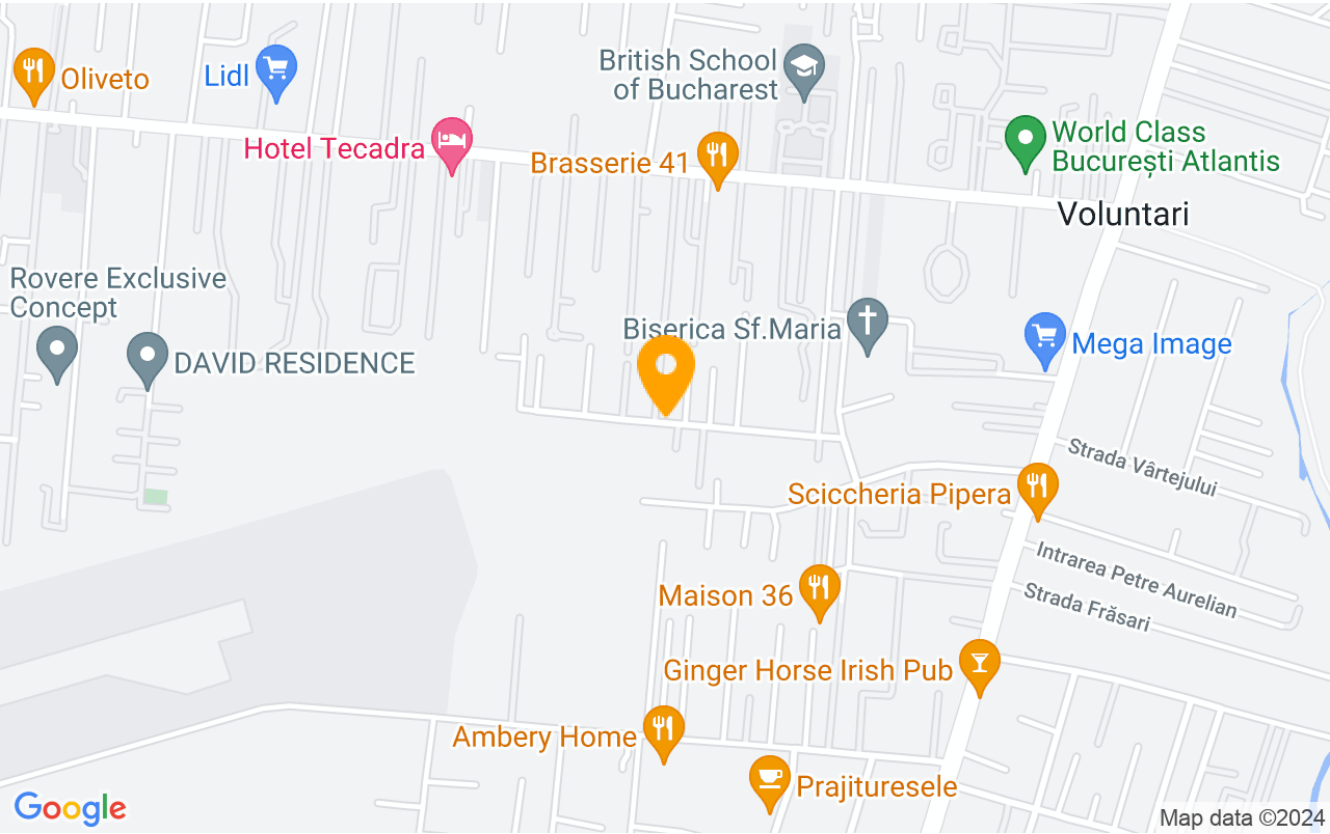 British School
of Bucharest
Oliveto
Lidl
Hotel Tecadra
Brasserie 41
World Class
București Atlantis
Voluntari
Rovere Exclusive
Concept
DAVID RESIDENCE
Biserica Sf.Maria
Mega Image
Strada Vârtejului
Sciccheria Pipera
Intrarea Petre Aurelian
Strada Frăsari
Maison 36
Ginger Horse Irish Pub
Ambery Home
Prajituresele
Google
Map data ©2024